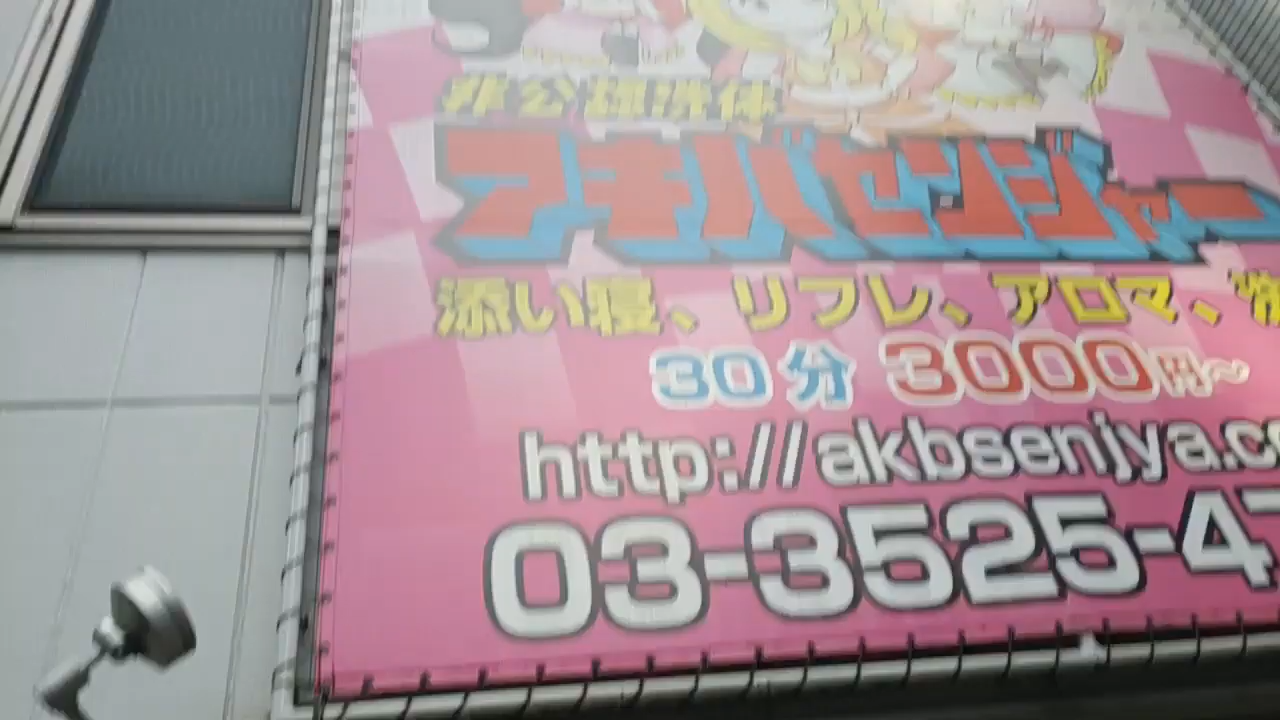 非公認戦隊
アキバセンジャー
添い寝、リフレ、アロマ、
30分 3000円～
http://akbsenjya.c
03-3525-4